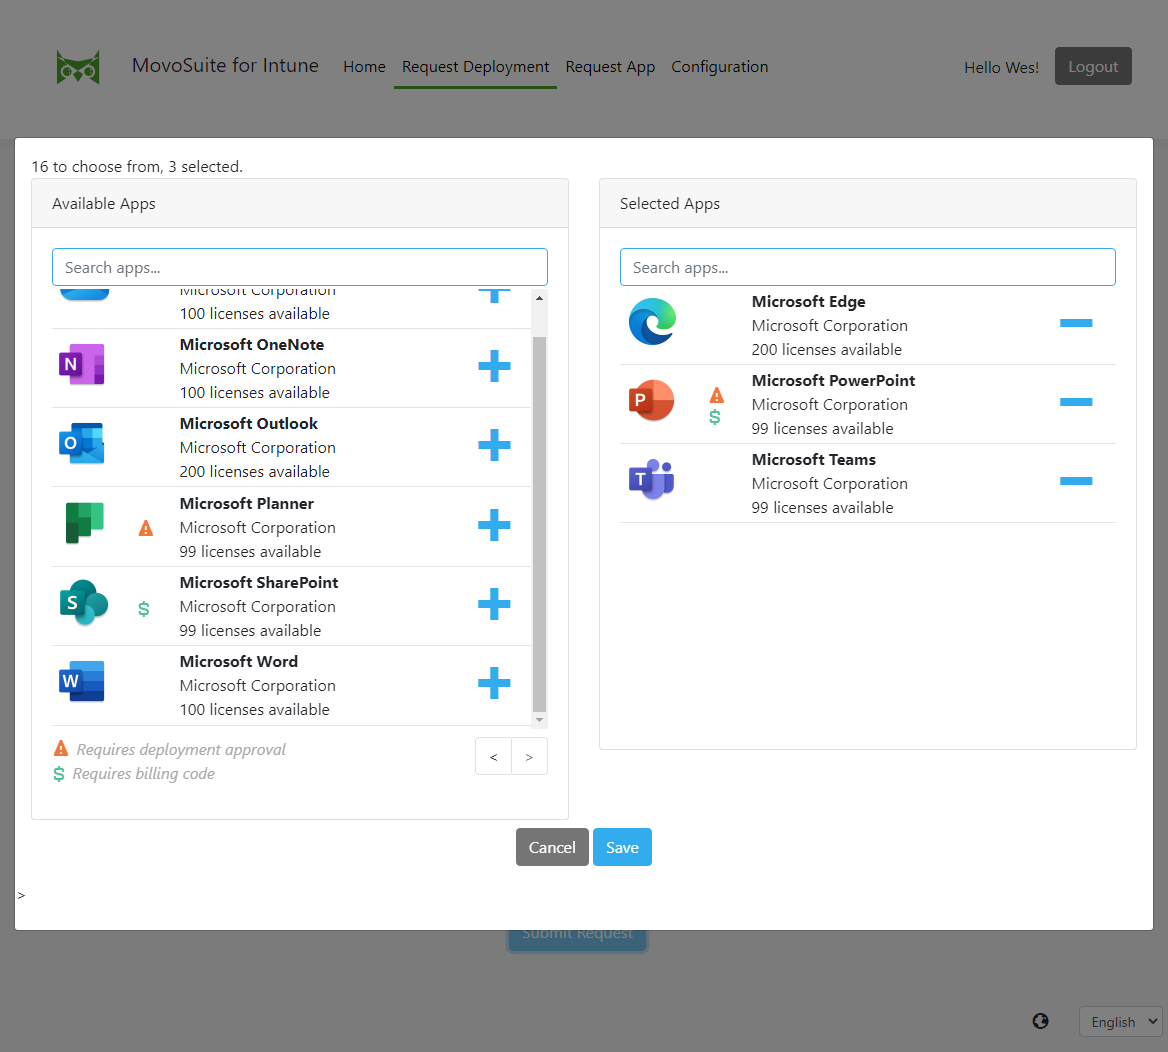 MovoSuite for Intune
Home
Request Deployment
Request App
Configuration
Hello Wes!
Logout
16 to choose from, 3 selected.
Available Apps
Search apps...
Microsoft Corporation
100 licenses available
N
Microsoft OneNote
Microsoft Corporation
100 licenses available
O
Microsoft Outlook
Microsoft Corporation
200 licenses available
Microsoft Planner
Microsoft Corporation
99 licenses available
S
$
Microsoft SharePoint
Microsoft Corporation
99 licenses available
W
Microsoft Word
Microsoft Corporation
100 licenses available
Requires deployment approval
$ Requires billing code
< >
Selected Apps
Search apps...
Microsoft Edge
Microsoft Corporation
200 licenses available
P
$
Microsoft PowerPoint
Microsoft Corporation
99 licenses available
T
Microsoft Teams
Microsoft Corporation
99 licenses available
Cancel
Save
>
Submit Request
English